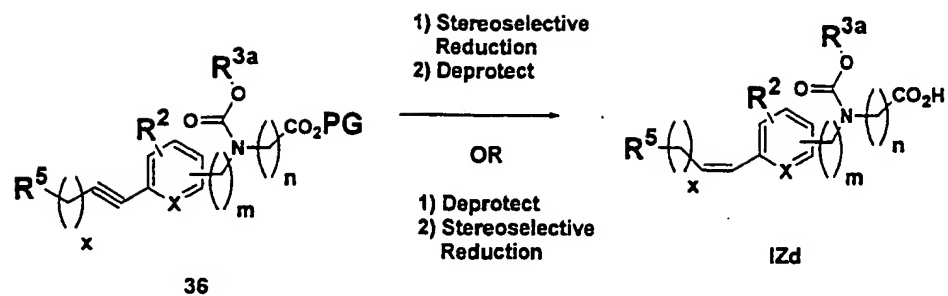 1) Stereoselective
Reduction
2) Deprotect
OR
1) Deprotect
2) Stereoselective
Reduction
R3a
O
O
R2
N
CO2PG
n
m
X
R5
x
36
R3a
O
O
R2
N
CO2H
n
m
X
R5
x
IZd